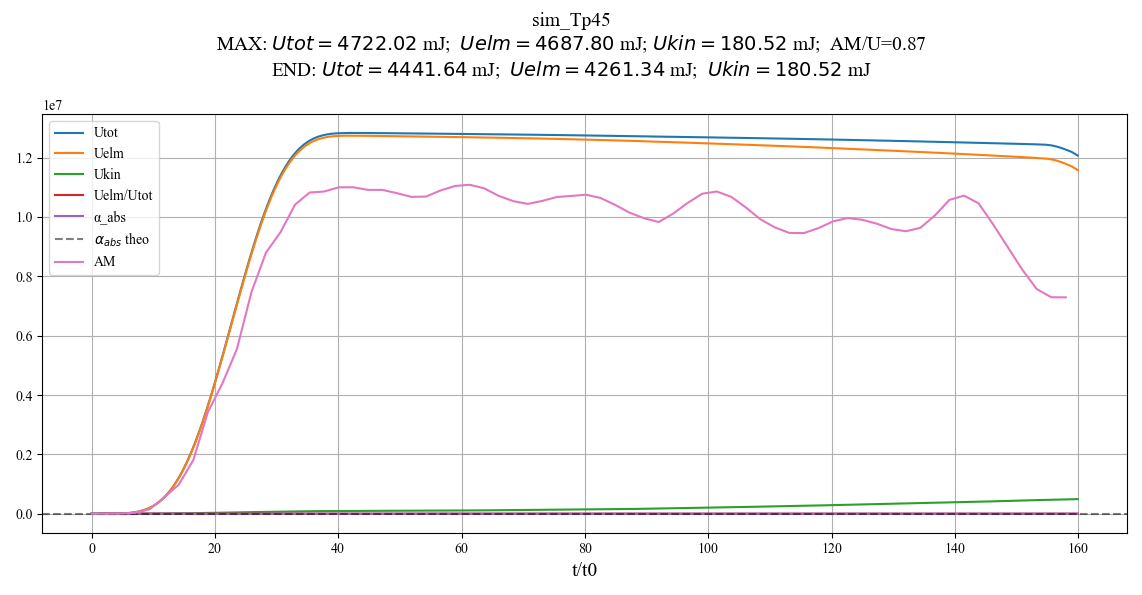 sim_Tp45
MAX: Utot = 4722.02 mJ; Uelm = 4687.80 mJ; Ukin = 180.52 mJ; AM/U=0.87
END: Utot = 4441.64 mJ; Uelm = 4261.34 mJ; Ukin = 180.52 mJ
1e7
Utot
Uelm
Ukin
Uelm/Utot
α_abs
α_abs theo
AM
1.2
1.0
0.8
0.6
0.4
0.2
0.0
0 20 40 60 80 100 120 140 160
t/t0